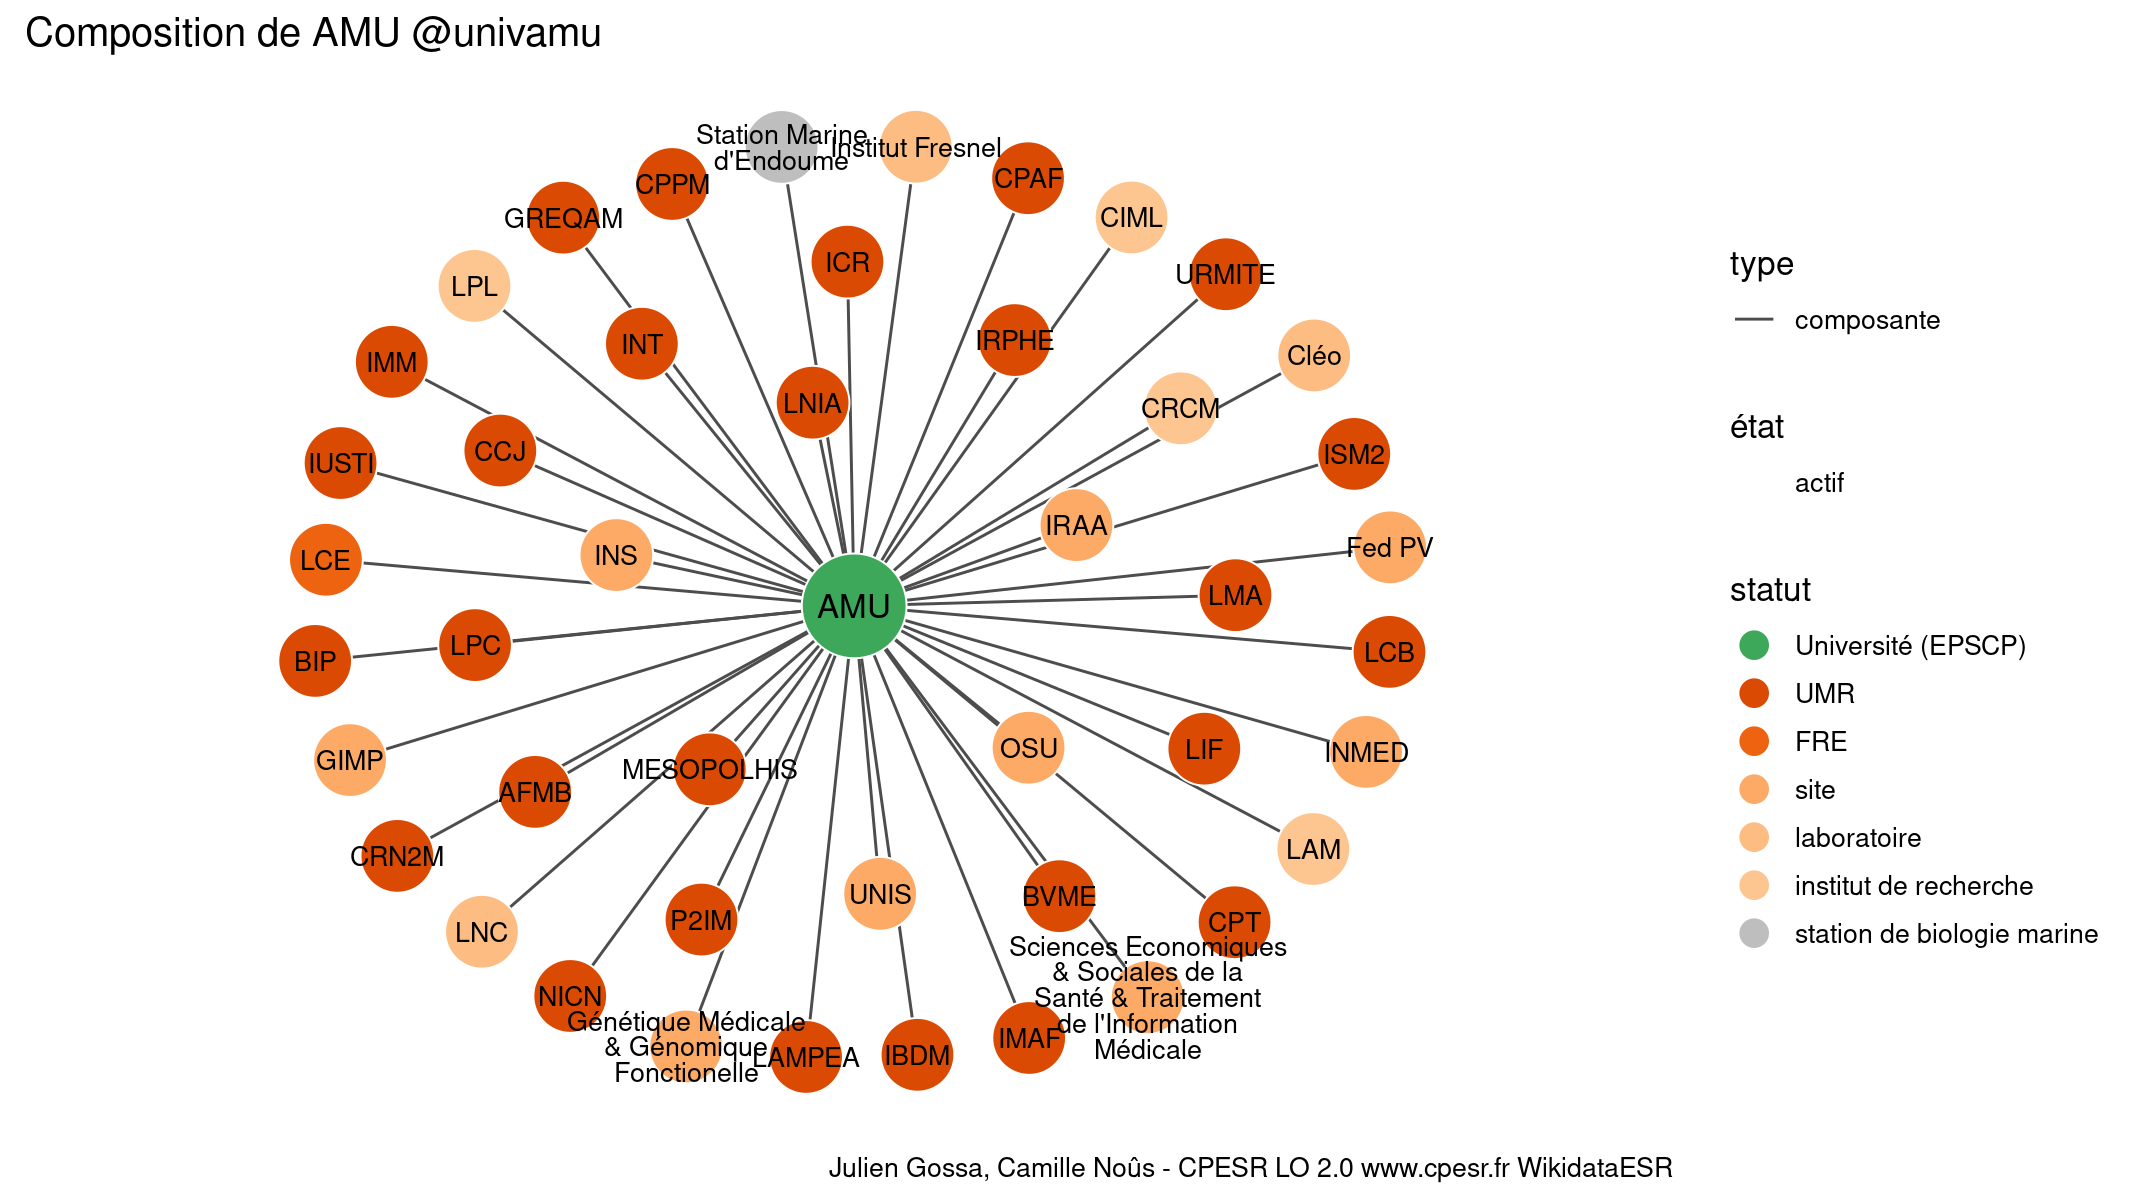 Composition de AMU @univamu
Station Marine
d'Endoume
Institut Fresnel
CPPM
CPAF
GREQAM
CIML
ICR
URMITE
LPL
INT
IRPHE
IMM
Cléo
LNIA
CRCM
CCJ
IUSTI
ISM2
IRAA
INS
LCE
Fed PV
LMA
AMU
BIP
LPC
LCB
GIMP
MESOPOLHIS
OSU
LIF
INMED
AFMB
CRN2M
LAM
LNC
P2IM
UNIS
BVME
CPT
NICN
Sciences Economiques
& Sociales de la
Santé & Traitement
de l'Information
Médicale
Génétique Médicale
& Génomique
Fonctionelle
LAMPEA
IBDM
IMAF
type
composante
état
actif
statut
Université (EPSCP)
UMR
FRE
site
laboratoire
institut de recherche
station de biologie marine
Julien Gossa, Camille Noûs - CPESR LO 2.0 www.cpesr.fr WikidataESR